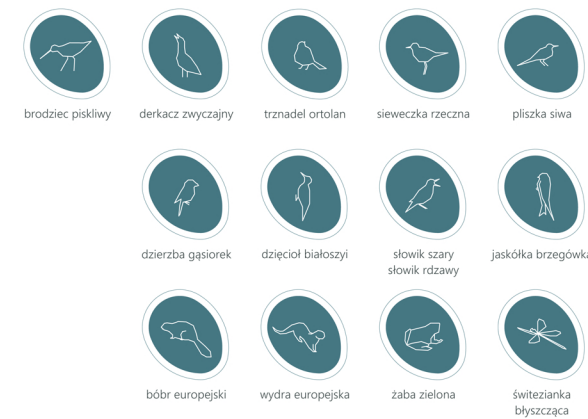 brodziec piskliwy
derkacz zwyczajny
trznadel ortolan
sieweczka rzeczna
pliszka siwa
dzierzba gąsiorek
dzięcioł białoszyi
słowik szary
słowik rdzawy
jaskółka brzegówka
bóbr europejski
wydra europejska
żaba zielona
świtezianka
błyszcząca